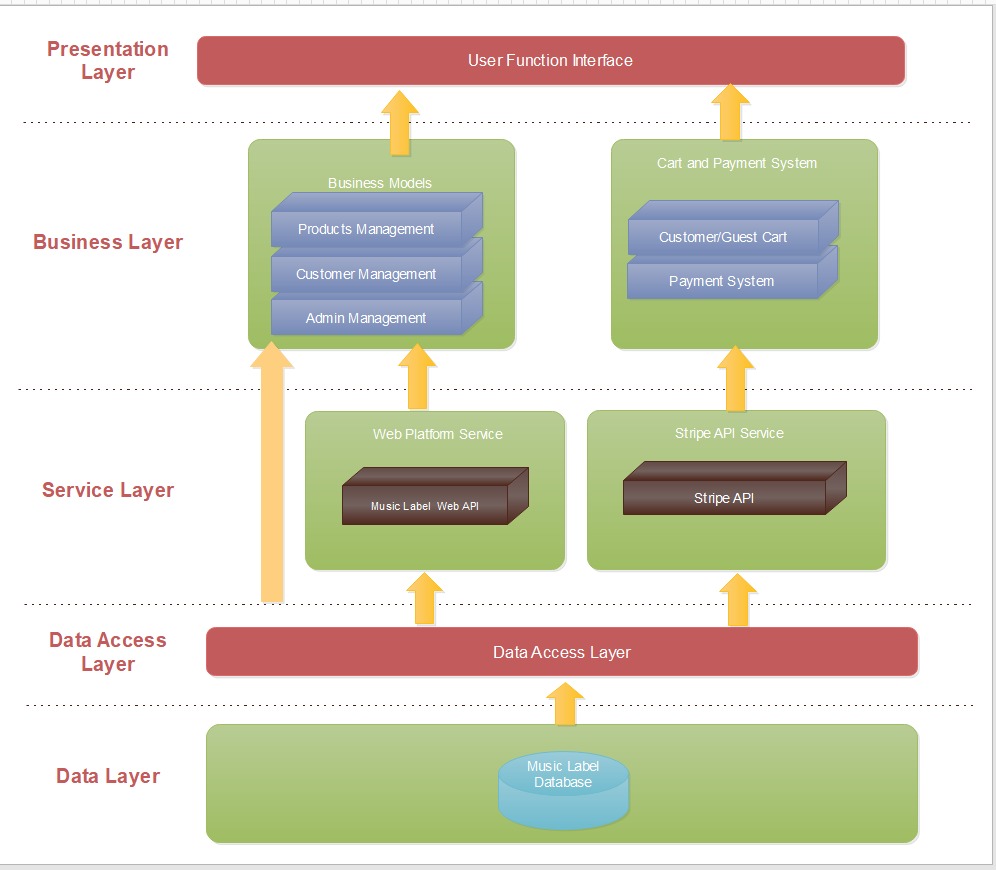 Presentation
Layer
User Function Interface
Business Layer
Business Models
Products Management
Customer Management
Admin Management
Cart and Payment System
Customer/Guest Cart
Payment System
Service Layer
Web Platform Service
Music Label Web API
Stripe API Service
Stripe API
Data Access
Layer
Data Access Layer
Data Layer
Music Label
Database